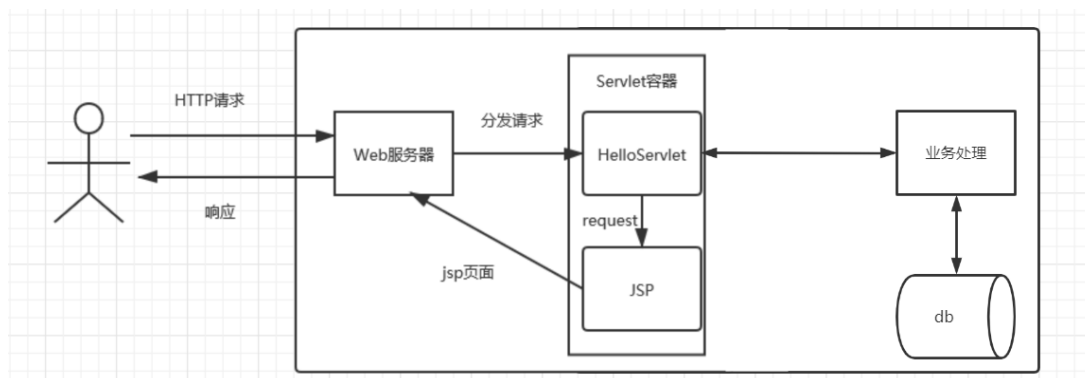 Servlet容器
HTTP请求
分发请求
Web服务器
HelloServlet
业务处理
响应
request
jsp页面
JSP
db